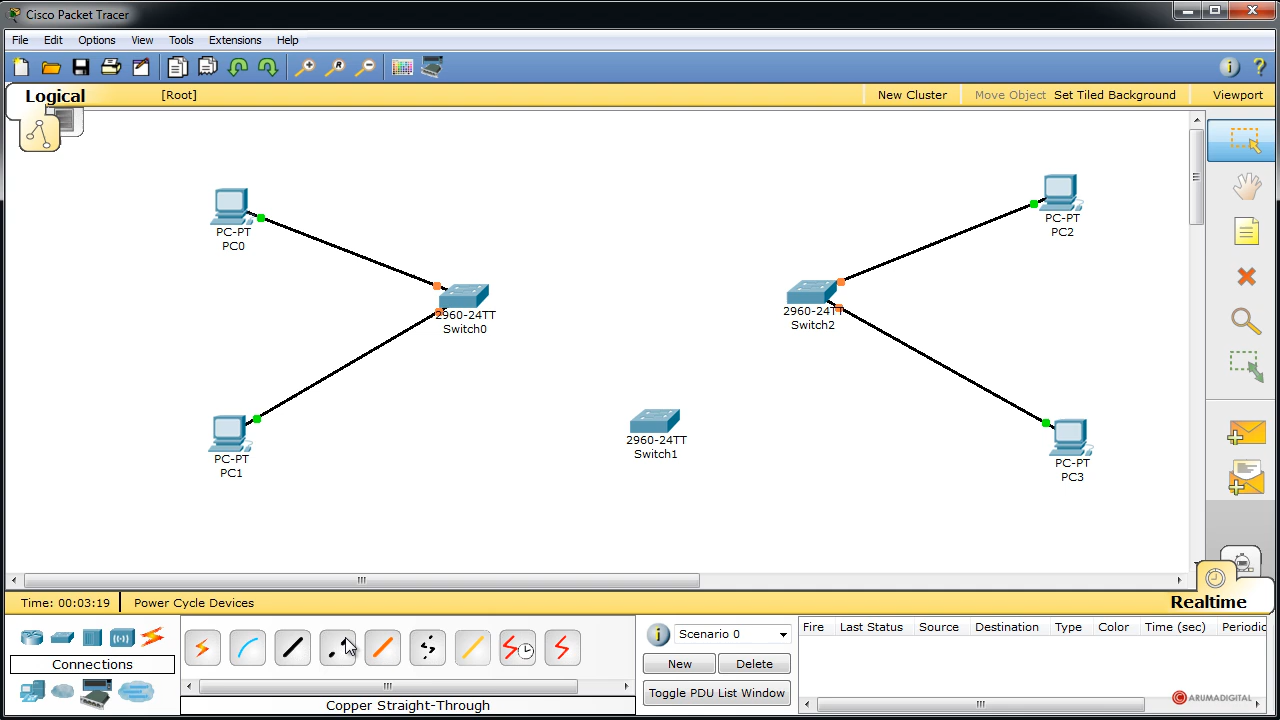 Cisco Packet Tracer
File Edit Options View Tools Extensions Help
Logical [Root] New Cluster Move Object Set Tiled Background Viewport
PC-PT
PC0
PC-PT
PC2
2960-24TT
Switch0
2960-24TT
Switch2
2960-24TT
Switch1
PC-PT
PC1
PC-PT
PC3
Time: 00:03:19 Power Cycle Devices Realtime
Connections
Copper Straight-Through
Scenario 0
New Delete
Toggle PDU List Window
Fire Last Status Source Destination Type Color Time (sec) Periodic
CARUMADIGITAL